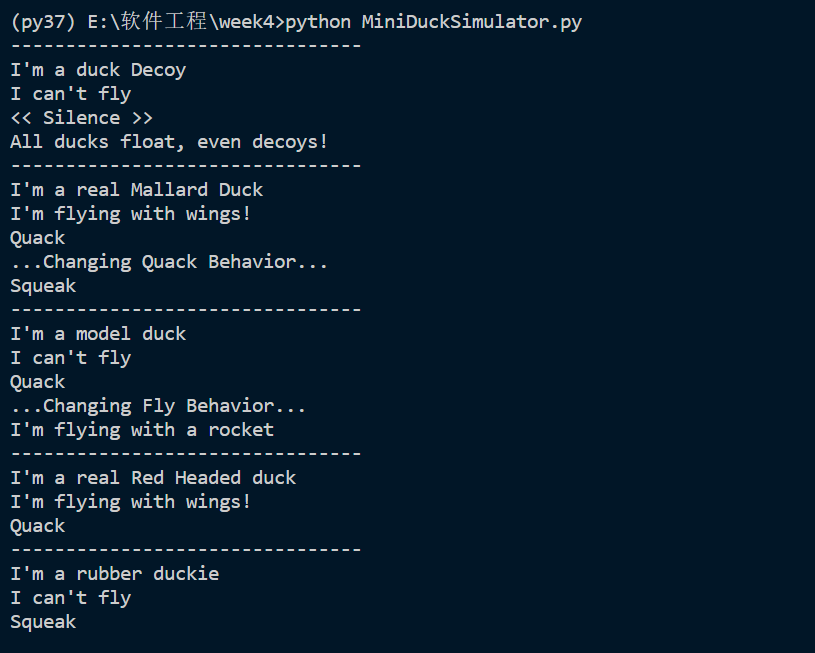 (py37) E:\软件工程\week4>python MiniDuckSimulator.py
--------------------------------
I'm a duck Decoy
I can't fly
<< Silence >>
All ducks float, even decoys!
--------------------------------
I'm a real Mallard Duck
I'm flying with wings!
Quack
...Changing Quack Behavior...
Squeak
--------------------------------
I'm a model duck
I can't fly
Quack
...Changing Fly Behavior...
I'm flying with a rocket
--------------------------------
I'm a real Red Headed duck
I'm flying with wings!
Quack
--------------------------------
I'm a rubber duckie
I can't fly
Squeak